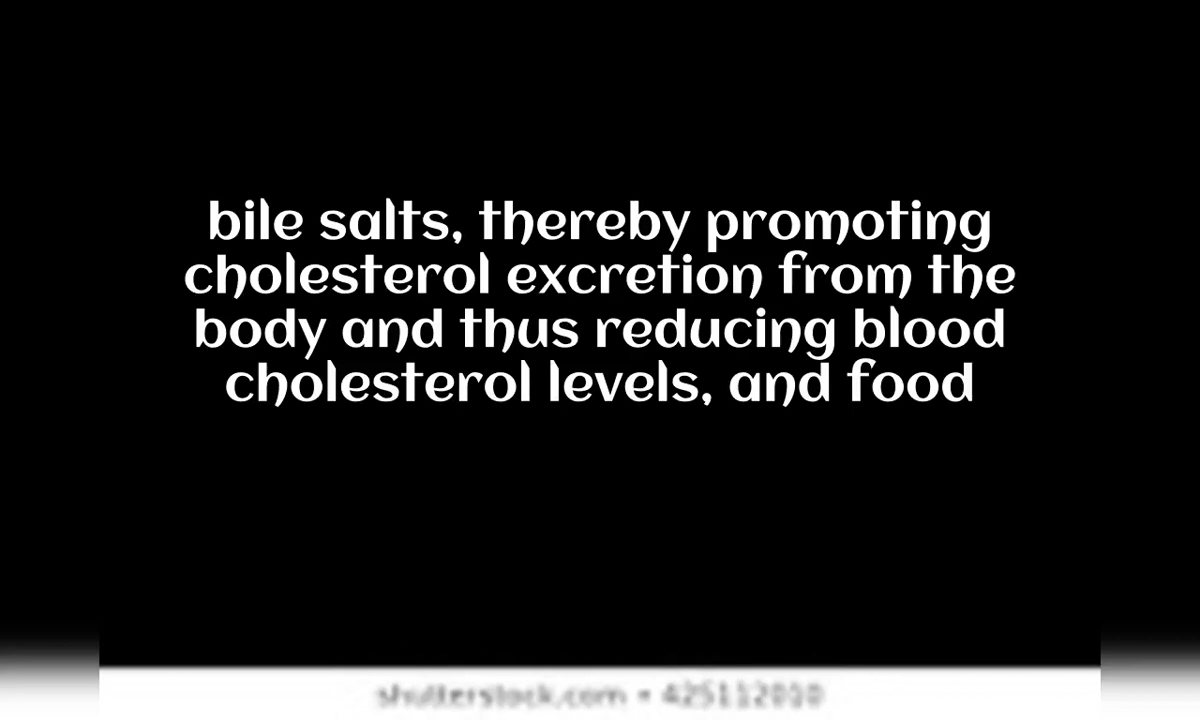 bile salts, thereby promoting
cholesterol excretion from the
body and thus reducing blood
cholesterol levels, and food
shutterstock.com • 425112010